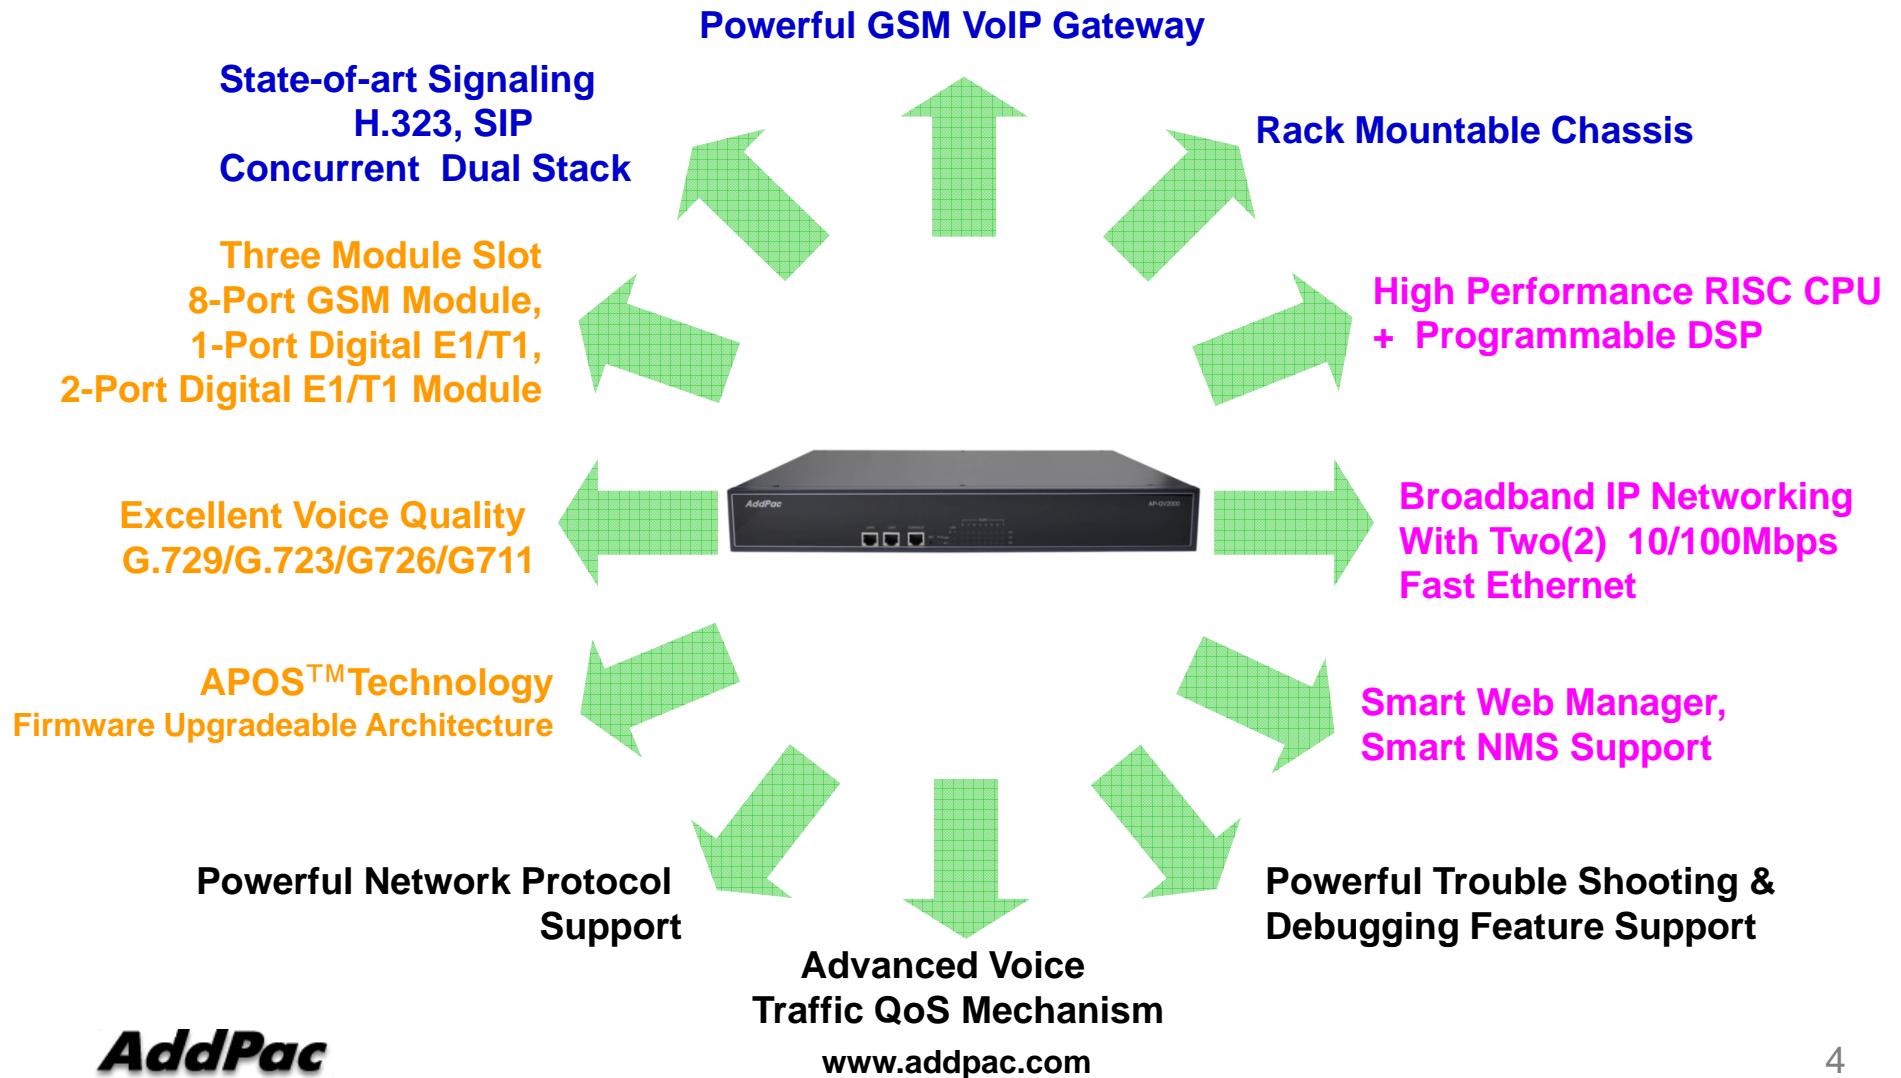 Powerful GSM VoIP Gateway
State-of-art Signaling
H.323, SIP
Concurrent Dual Stack
Rack Mountable Chassis
Three Module Slot
8-Port GSM Module,
1-Port Digital E1/T1,
2-Port Digital E1/T1 Module
High Performance RISC CPU
+ Programmable DSP
Excellent Voice Quality
G.729/G.723/G726/G711
AddPac
AP-GV2000
Broadband IP Networking
With Two(2) 10/100Mbps
Fast Ethernet
APOS™Technology
Firmware Upgradeable Architecture
Smart Web Manager,
Smart NMS Support
Powerful Network Protocol
Support
Advanced Voice
Traffic QoS Mechanism
Powerful Trouble Shooting &
Debugging Feature Support
AddPac
www.addpac.com
4